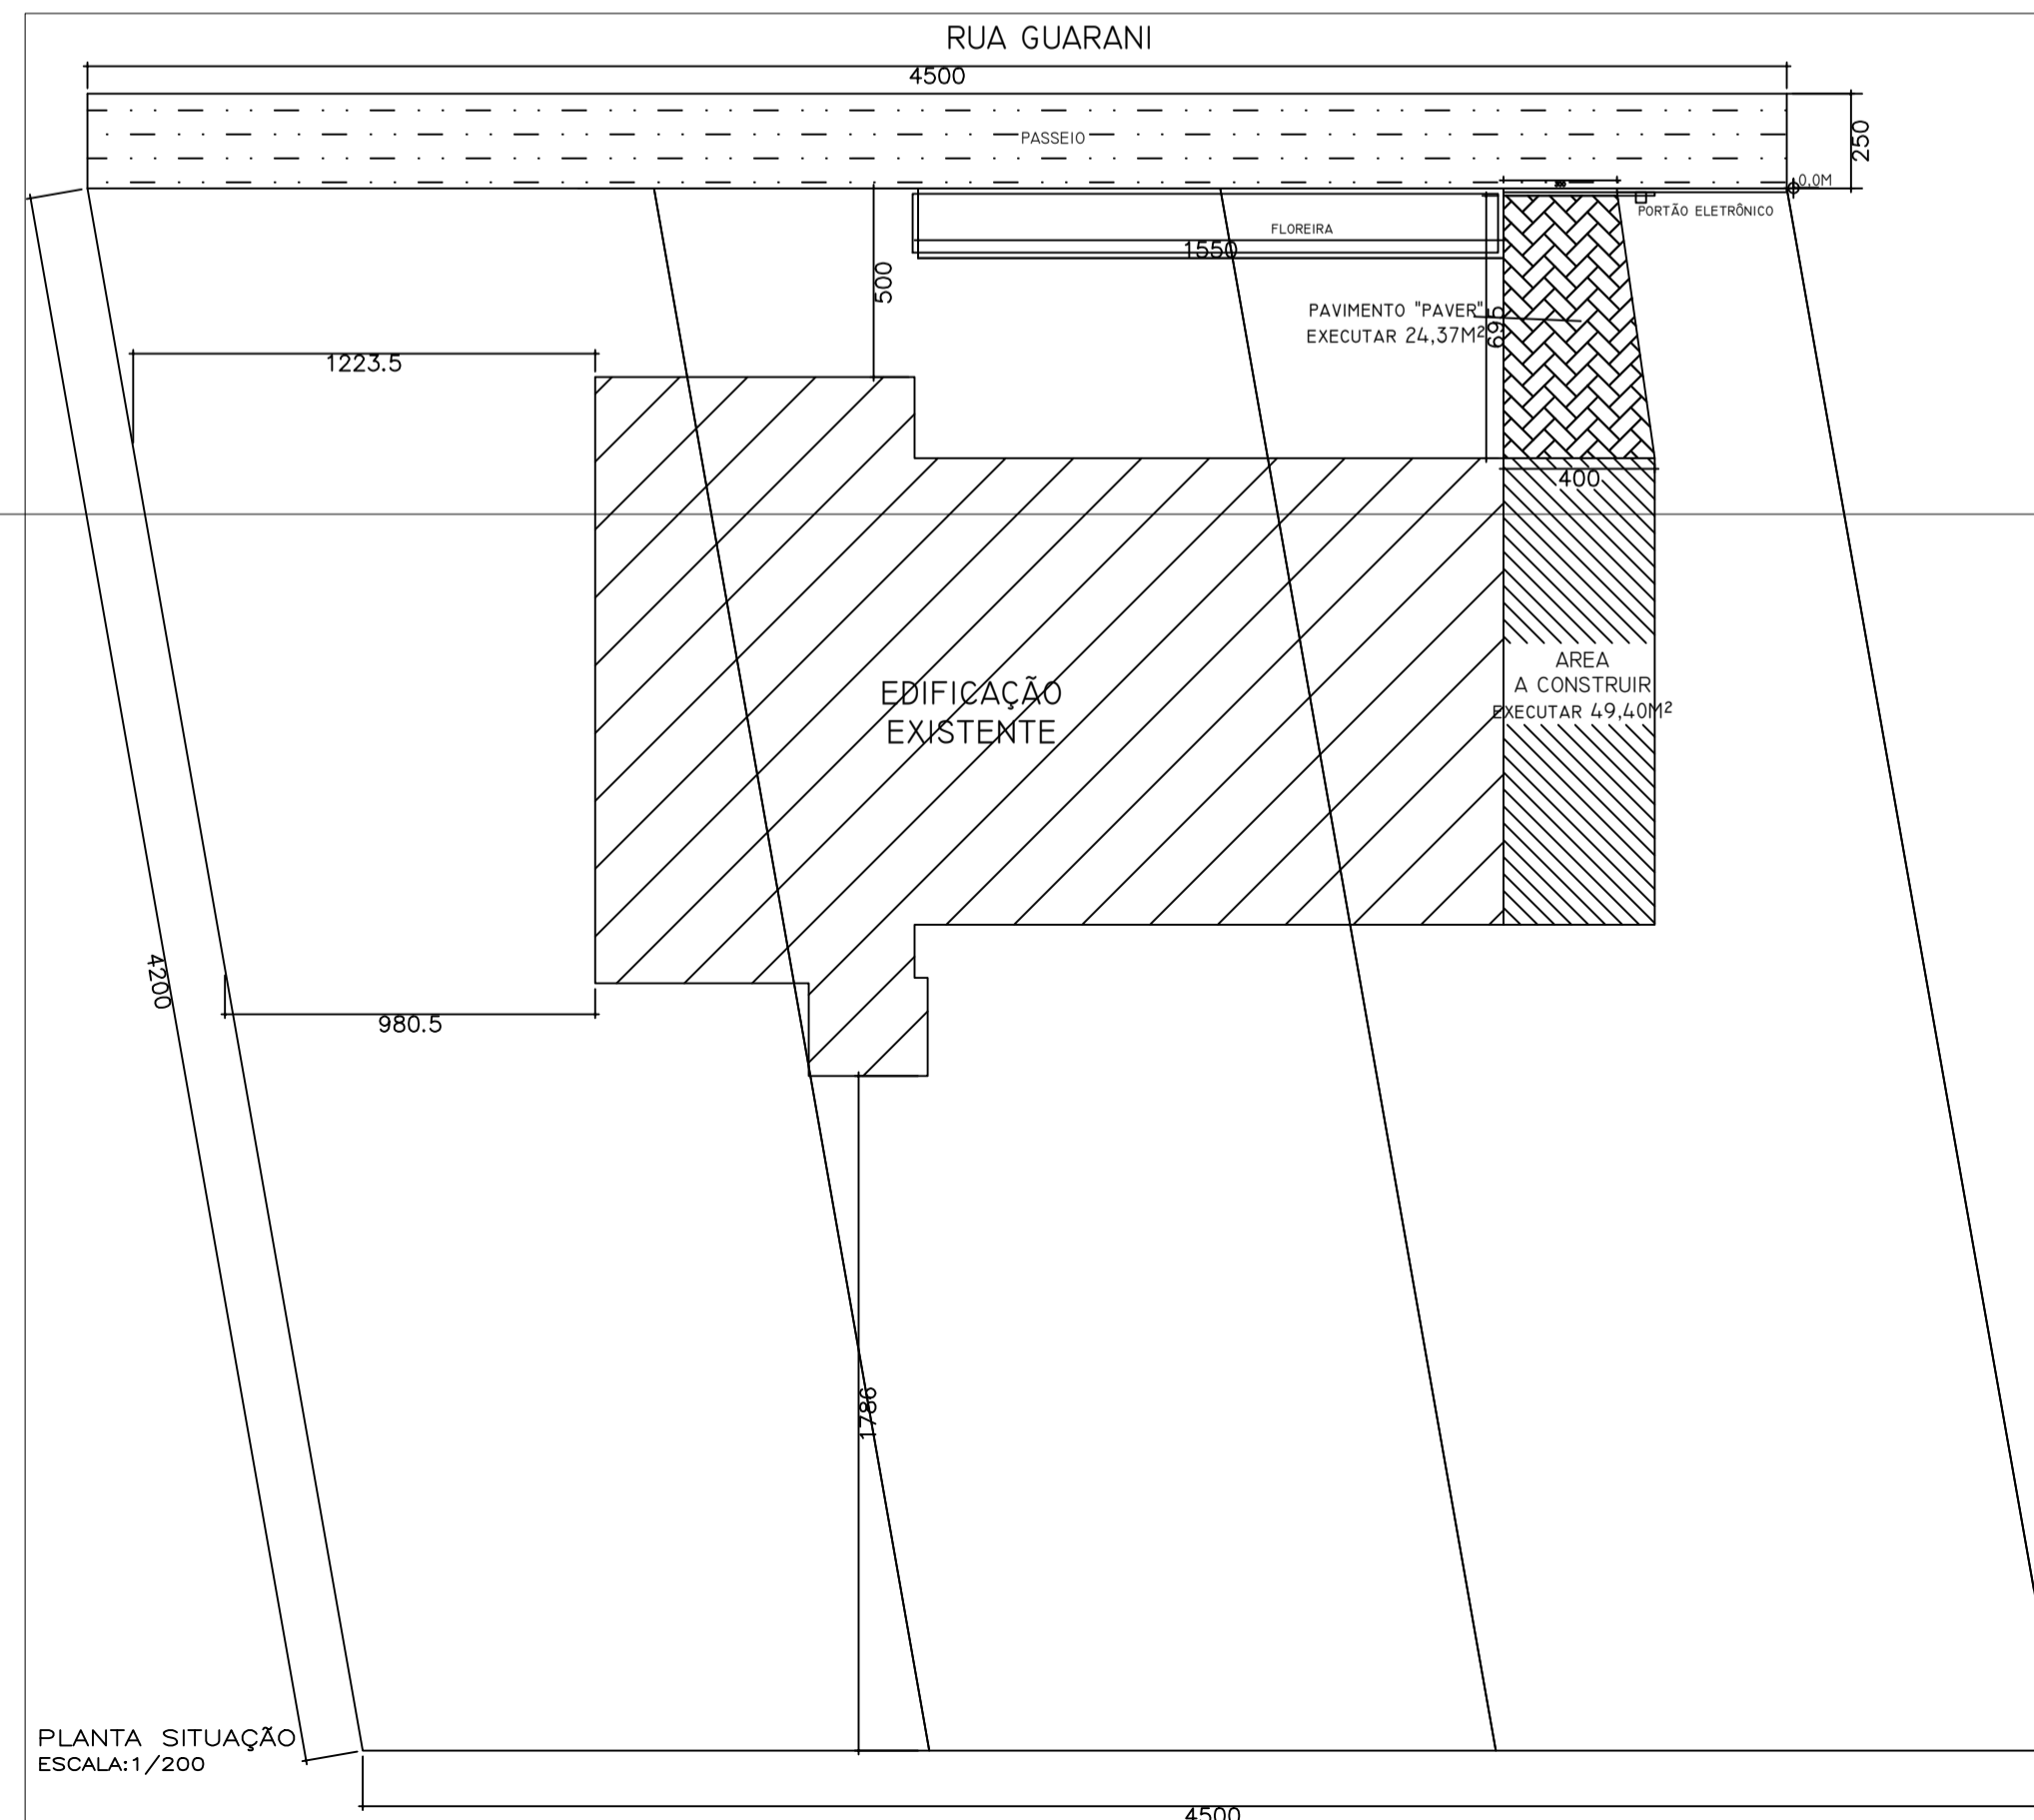 RUA GUARANI
4500
PASSEIO
250
0,0M
300
PORTÃO ELETRÔNICO
FLOREIRA
1550
500
PAVIMENTO "PAVER"
EXECUTAR 24,37M²
695
1223.5
400
EDIFICAÇÃO
EXISTENTE
AREA
A CONSTRUIR
EXECUTAR 49,40M²
4200
980.5
1786
PLANTA SITUAÇÃO
ESCALA:1/200
4500